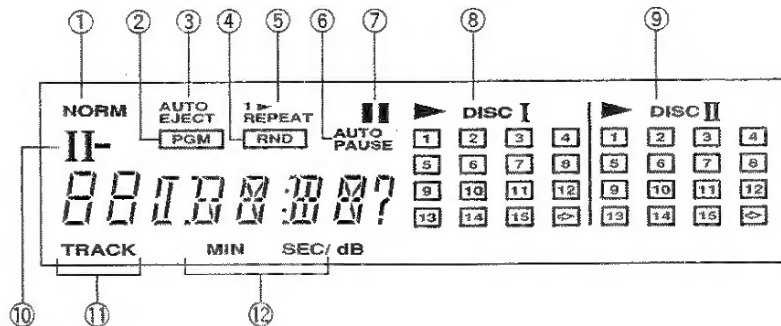 ① ② ③ ④ ⑤ ⑥ ⑦ ⑧ ⑨
NORM AUTO EJECT 1 ► REPEAT ▮▮ ► DISC I ► DISC II
PGM RND AUTO PAUSE
⑩ II-
1 2 3 4 1 2 3 4
5 6 7 8 5 6 7 8
9 10 11 12 9 10 11 12
13 14 15 <> 13 14 15 <>
TRACK MIN SEC/ dB
⑩ ⑪ ⑫